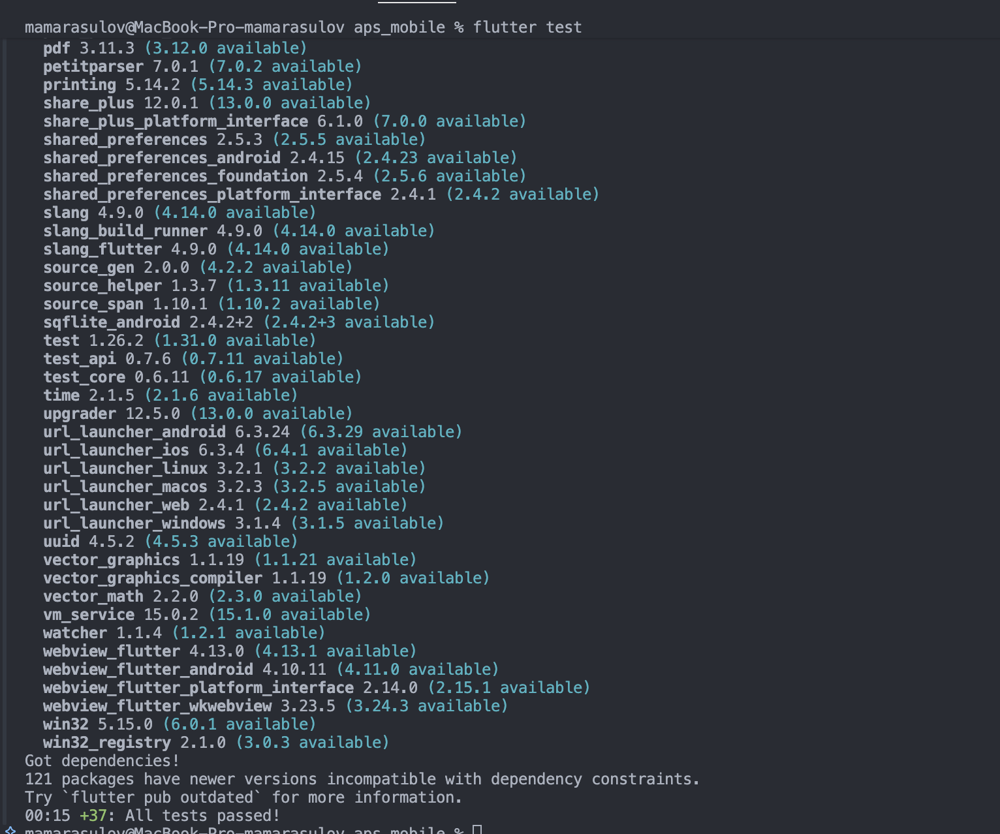 mamarasulov@MacBook-Pro-mamarasulov aps_mobile % flutter test
pdf 3.11.3 (3.12.0 available)
petitparser 7.0.1 (7.0.2 available)
printing 5.14.2 (5.14.3 available)
share_plus 12.0.1 (13.0.0 available)
share_plus_platform_interface 6.1.0 (7.0.0 available)
shared_preferences 2.5.3 (2.5.5 available)
shared_preferences_android 2.4.15 (2.4.23 available)
shared_preferences_foundation 2.5.4 (2.5.6 available)
shared_preferences_platform_interface 2.4.1 (2.4.2 available)
slang 4.9.0 (4.14.0 available)
slang_build_runner 4.9.0 (4.14.0 available)
slang_flutter 4.9.0 (4.14.0 available)
source_gen 2.0.0 (4.2.2 available)
source_helper 1.3.7 (1.3.11 available)
source_span 1.10.1 (1.10.2 available)
sqflite_android 2.4.2+2 (2.4.2+3 available)
test 1.26.2 (1.31.0 available)
test_api 0.7.6 (0.7.11 available)
test_core 0.6.11 (0.6.17 available)
time 2.1.5 (2.1.6 available)
upgrader 12.5.0 (13.0.0 available)
url_launcher_android 6.3.24 (6.3.29 available)
url_launcher_ios 6.3.4 (6.4.1 available)
url_launcher_linux 3.2.1 (3.2.2 available)
url_launcher_macos 3.2.3 (3.2.5 available)
url_launcher_web 2.4.1 (2.4.2 available)
url_launcher_windows 3.1.4 (3.1.5 available)
uuid 4.5.2 (4.5.3 available)
vector_graphics 1.1.19 (1.1.21 available)
vector_graphics_compiler 1.1.19 (1.2.0 available)
vector_math 2.2.0 (2.3.0 available)
vm_service 15.0.2 (15.1.0 available)
watcher 1.1.4 (1.2.1 available)
webview_flutter 4.13.0 (4.13.1 available)
webview_flutter_android 4.10.11 (4.11.0 available)
webview_flutter_platform_interface 2.14.0 (2.15.1 available)
webview_flutter_wkwebview 3.23.5 (3.24.3 available)
win32 5.15.0 (6.0.1 available)
win32_registry 2.1.0 (3.0.3 available)
Got dependencies!
121 packages have newer versions incompatible with dependency constraints.
Try `flutter pub outdated` for more information.
00:15 +37: All tests passed!
mamarasulov@MacBook-Pro-mamarasulov aps_mobile %